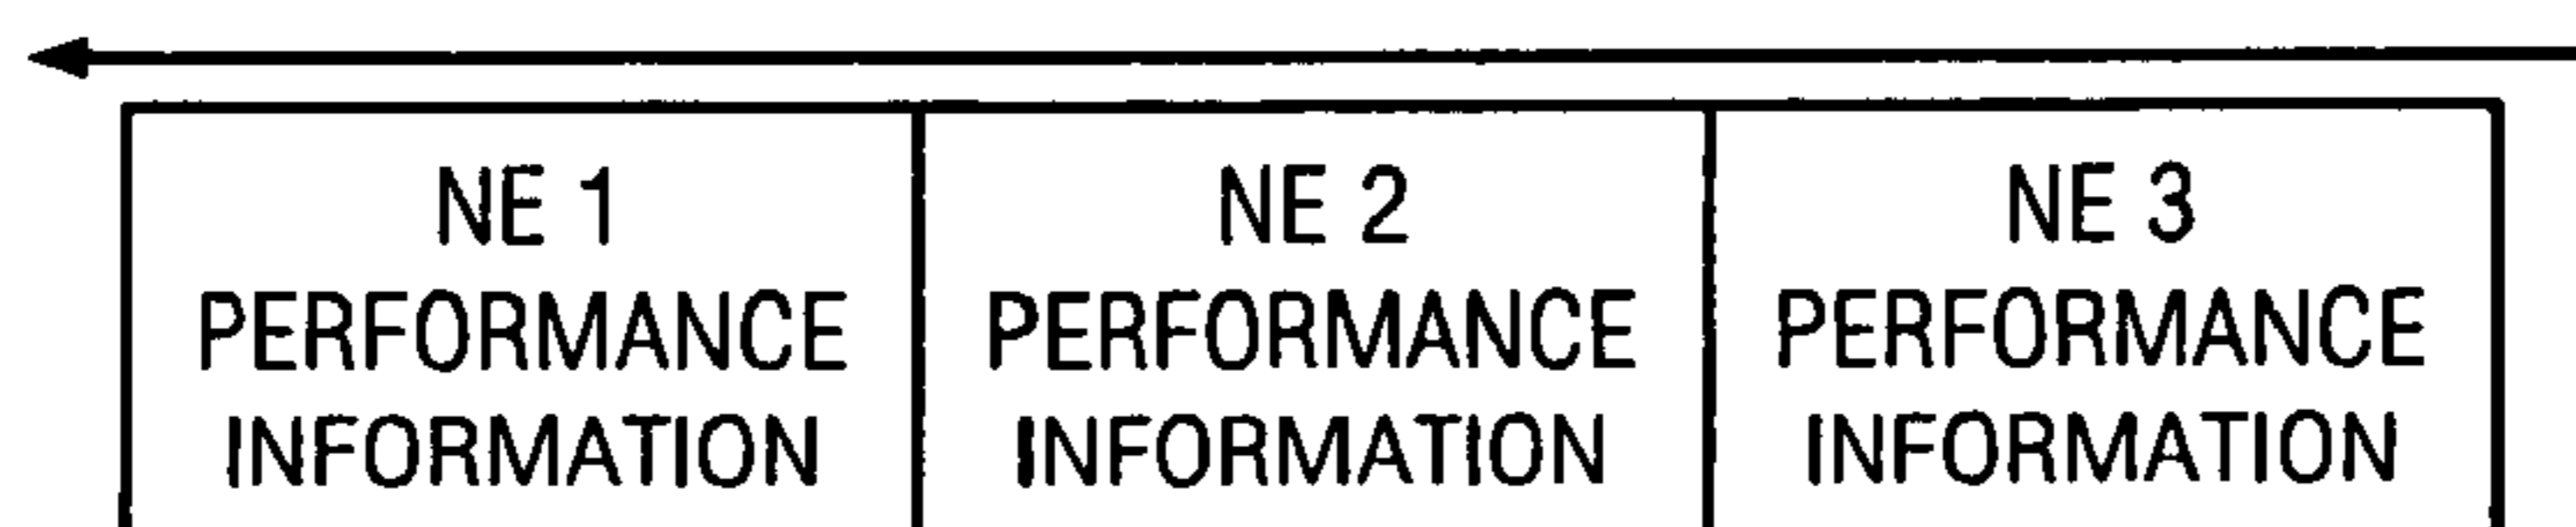 NE 1
PERFORMANCE
INFORMATION
NE 2
PERFORMANCE
INFORMATION
NE 3
PERFORMANCE
INFORMATION